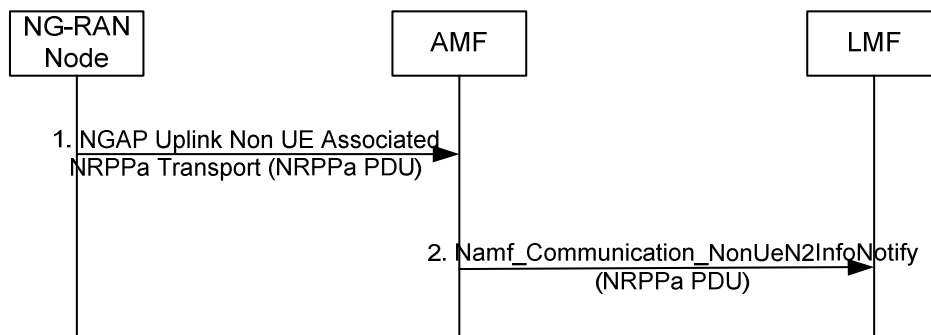 NG-RAN
Node
AMF
LMF
1. NGAP Uplink Non UE Associated
NRPPa Transport (NRPPa PDU)
2. Namf_Communication_NonUeN2InfoNotify
(NRPPa PDU)